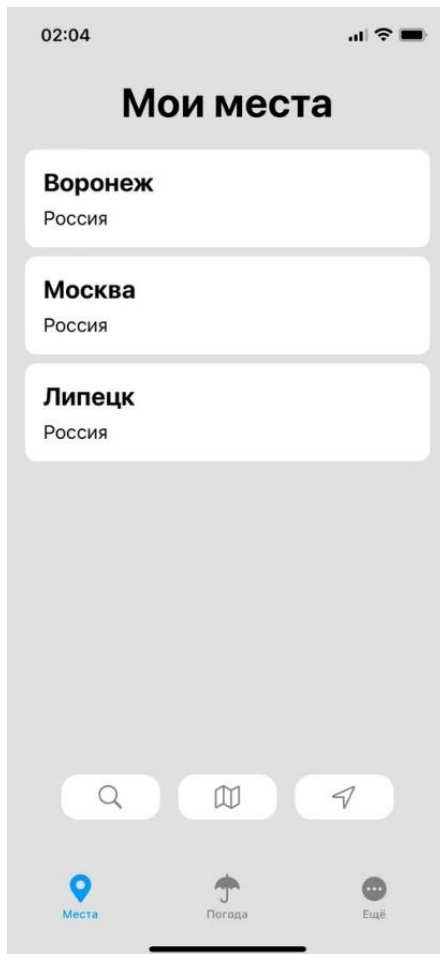 02:04
Мои места
Воронеж
Россия
Москва
Россия
Липецк
Россия
Места
Погода
Ещё